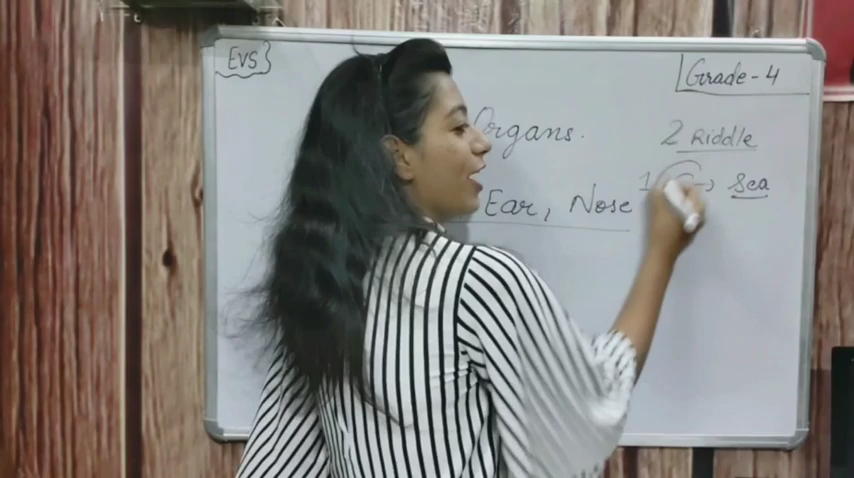 EVS
Grade - 4
Organs.
2 Riddle
Ear, Nose
1 C → Sea